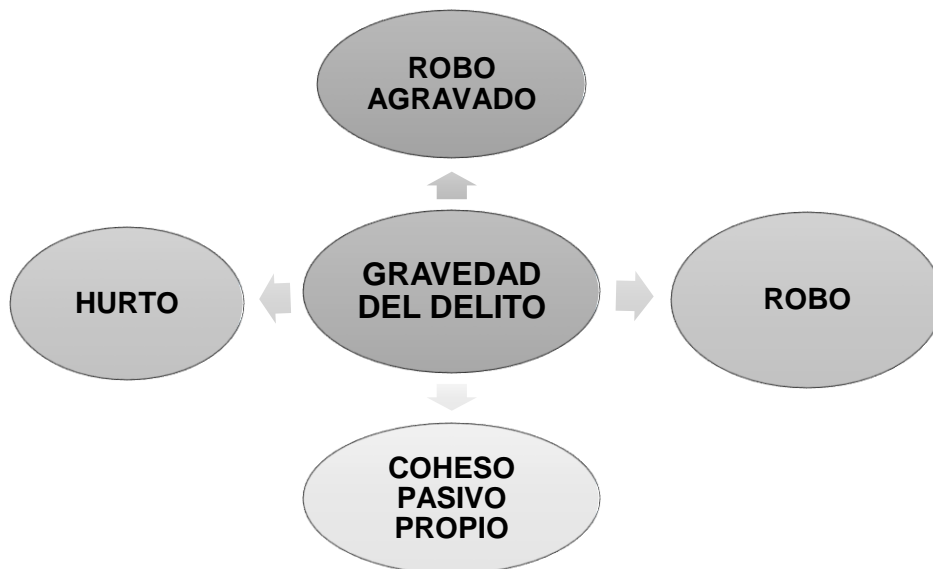 ROBO
AGRAVADO
GRAVEDAD
DEL DELITO
HURTO
ROBO
COHESO
PASIVO
PROPIO